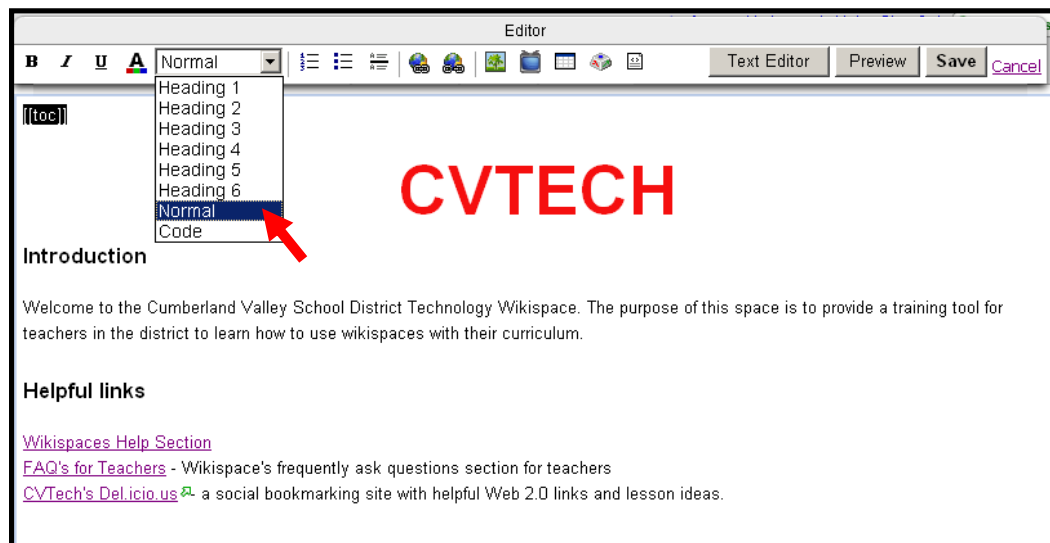 Editor
B I U A Normal Text Editor Preview Save Cancel
Heading 1
Heading 2
Heading 3
Heading 4
Heading 5
Heading 6
Normal
Code
[[toc]]
CVTECH
Introduction
Welcome to the Cumberland Valley School District Technology Wikispace. The purpose of this space is to provide a training tool for
teachers in the district to learn how to use wikispaces with their curriculum.
Helpful links
Wikispaces Help Section
FAQ's for Teachers - Wikispace's frequently ask questions section for teachers
CVTech's Del.icio.us - a social bookmarking site with helpful Web 2.0 links and lesson ideas.